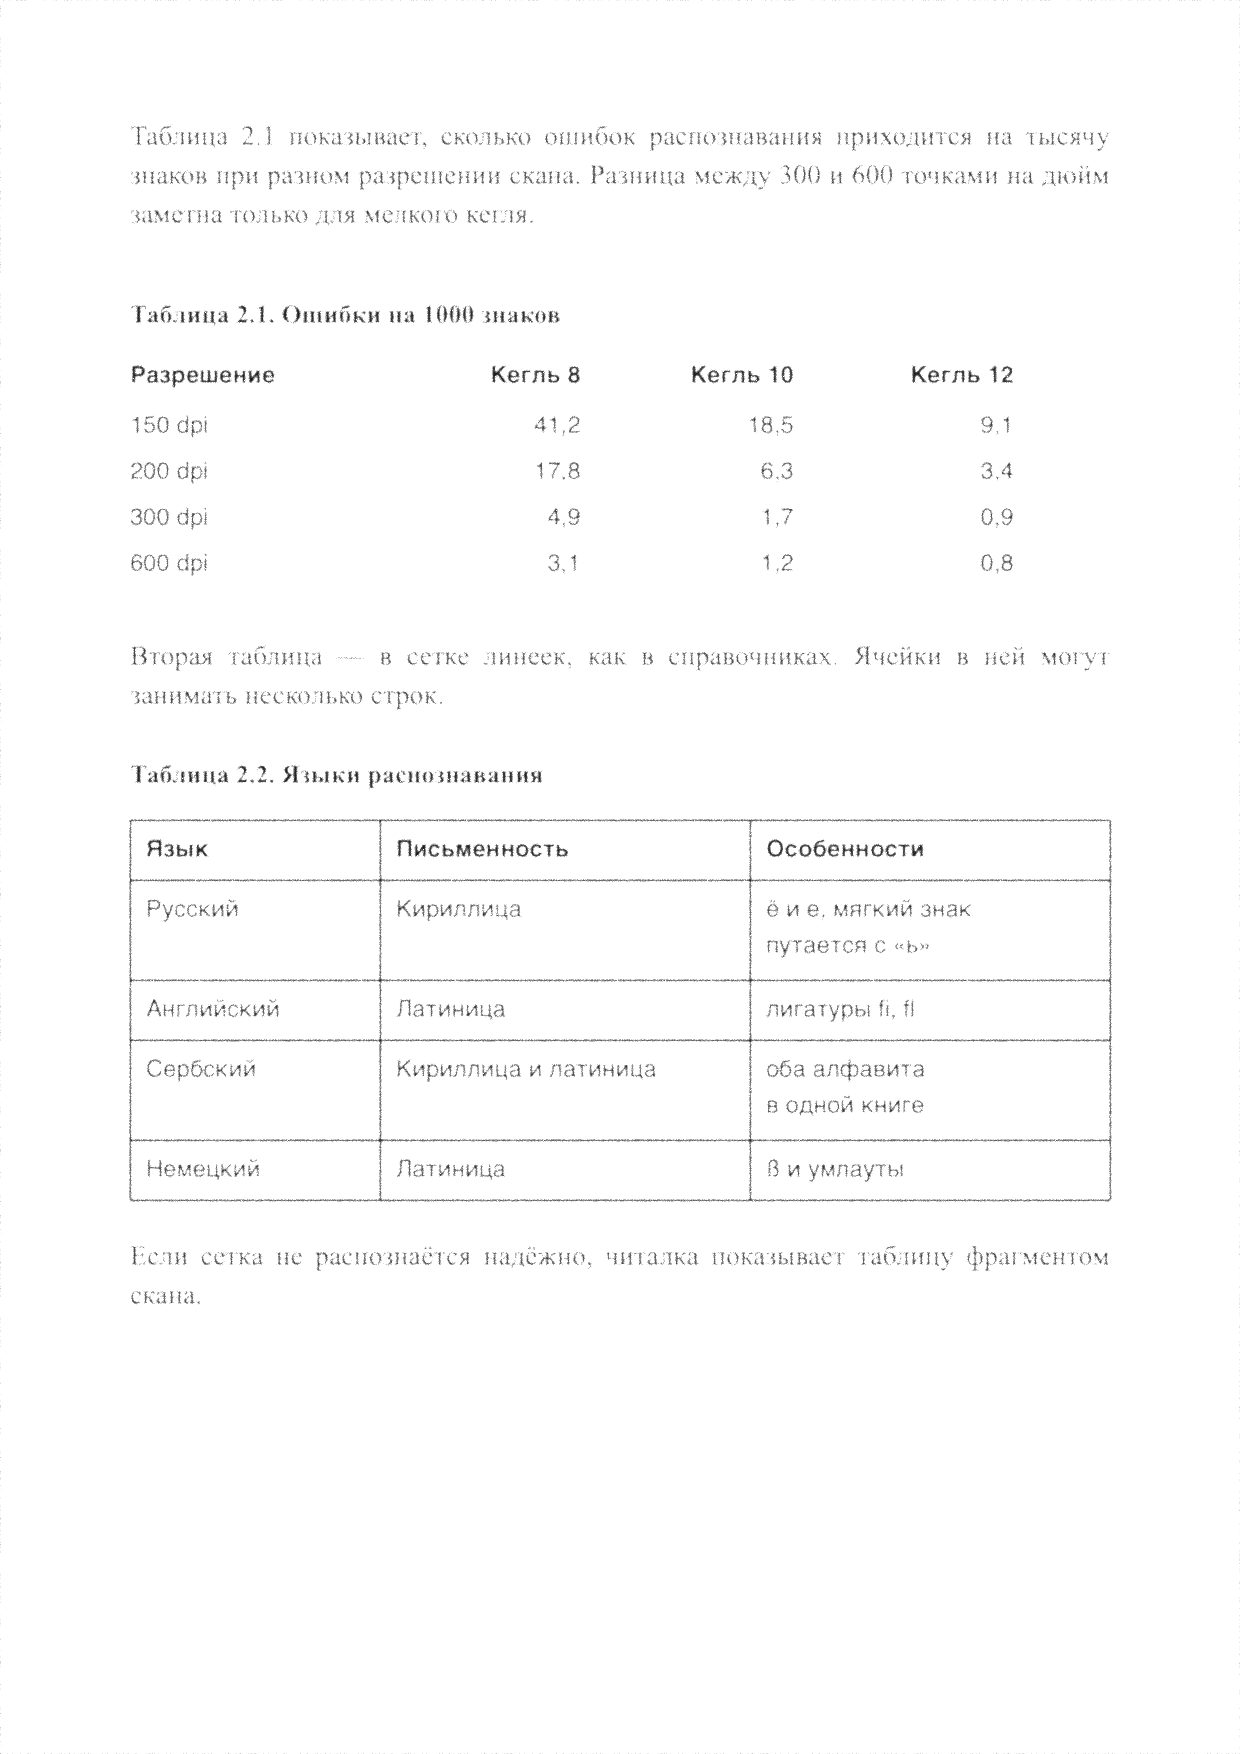 Таблица 2.1 показывает, сколько ошибок распознавания приходится на тысячу
знаков при разном разрешении скана. Разница между 300 и 600 точками на дюйм
заметна только для мелкого кегля.
Таблица 2.1. Ошибки на 1000 знаков
Разрешение Кегль 8 Кегль 10 Кегль 12
150 dpi 41,2 18,5 9,1
200 dpi 17,8 6,3 3,4
300 dpi 4,9 1,7 0,9
600 dpi 3,1 1,2 0,8
Вторая таблица — в сетке линеек, как в справочниках. Ячейки в ней могут
занимать несколько строк.
Таблица 2.2. Языки распознавания
Язык Письменность Особенности
Русский Кириллица ё и е, мягкий знак
путается с «ь»
Английский Латиница лигатуры fi, fl
Сербский Кириллица и латиница оба алфавита
в одной книге
Немецкий Латиница ß и умлауты
Если сетка не распознаётся надёжно, читалка показывает таблицу фрагментом
скана.